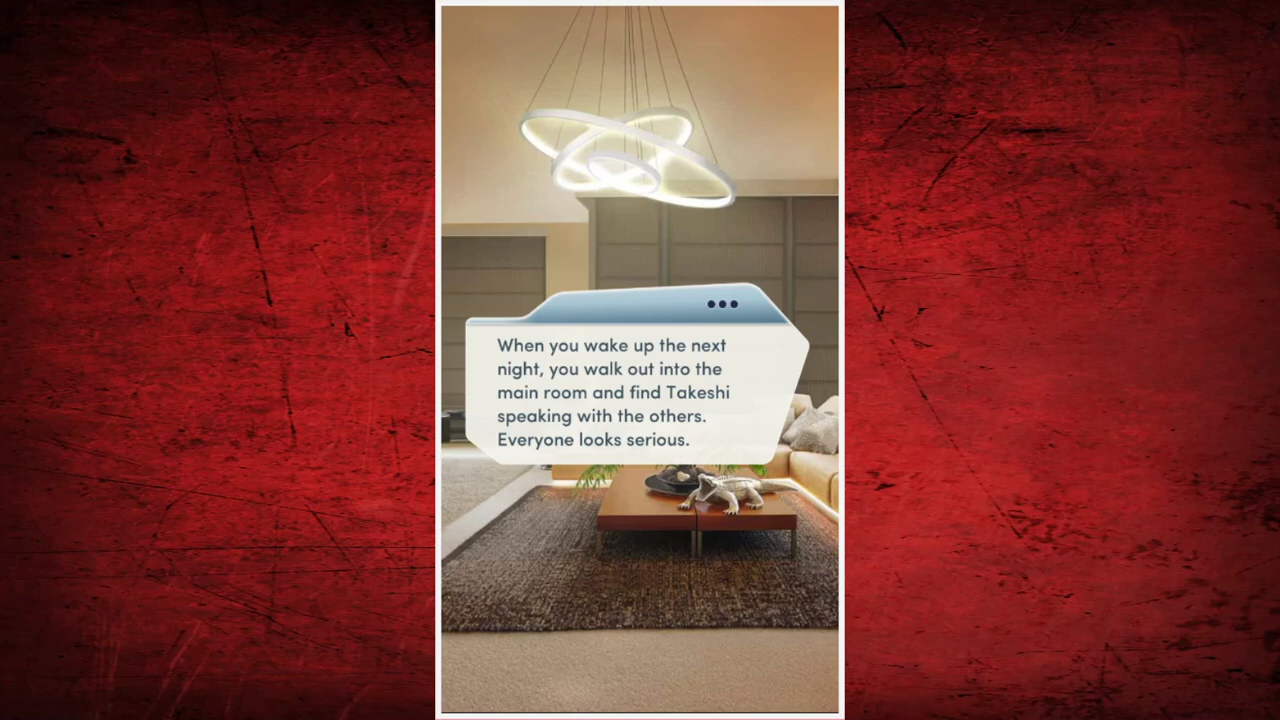 When you wake up the next
night, you walk out into the
main room and find Takeshi
speaking with the others.
Everyone looks serious.